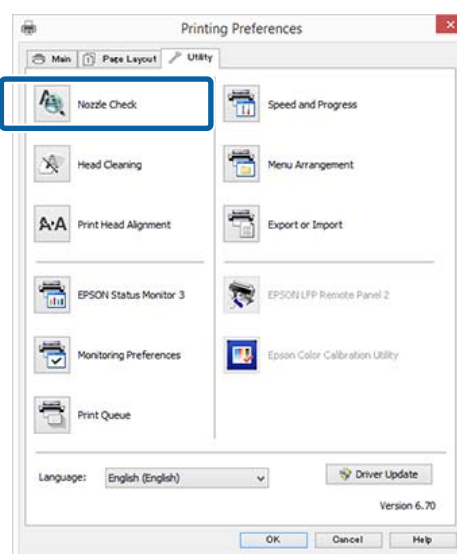 Printing Preferences
Main
Page Layout
Utility
Nozzle Check
Speed and Progress
Head Cleaning
Menu Arrangement
Print Head Alignment
Export or Import
EPSON Status Monitor 3
EPSON LFP Remote Panel 2
Monitoring Preferences
Epson Color Calibration Utility
Print Queue
Language:
English (English)
Driver Update
Version 6.70
OK
Cancel
Help